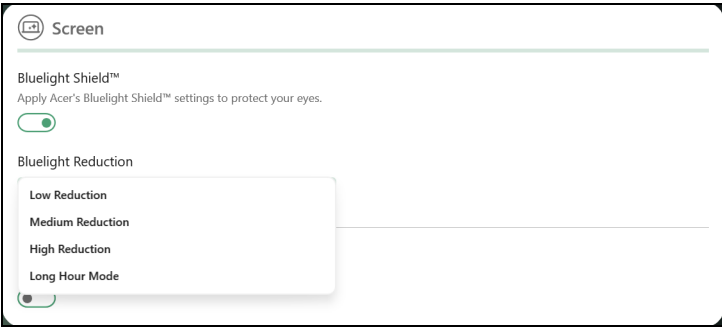 Screen
Bluelight Shield™
Apply Acer's Bluelight Shield™ settings to protect your eyes.
Bluelight Reduction
Low Reduction
Medium Reduction
High Reduction
Long Hour Mode